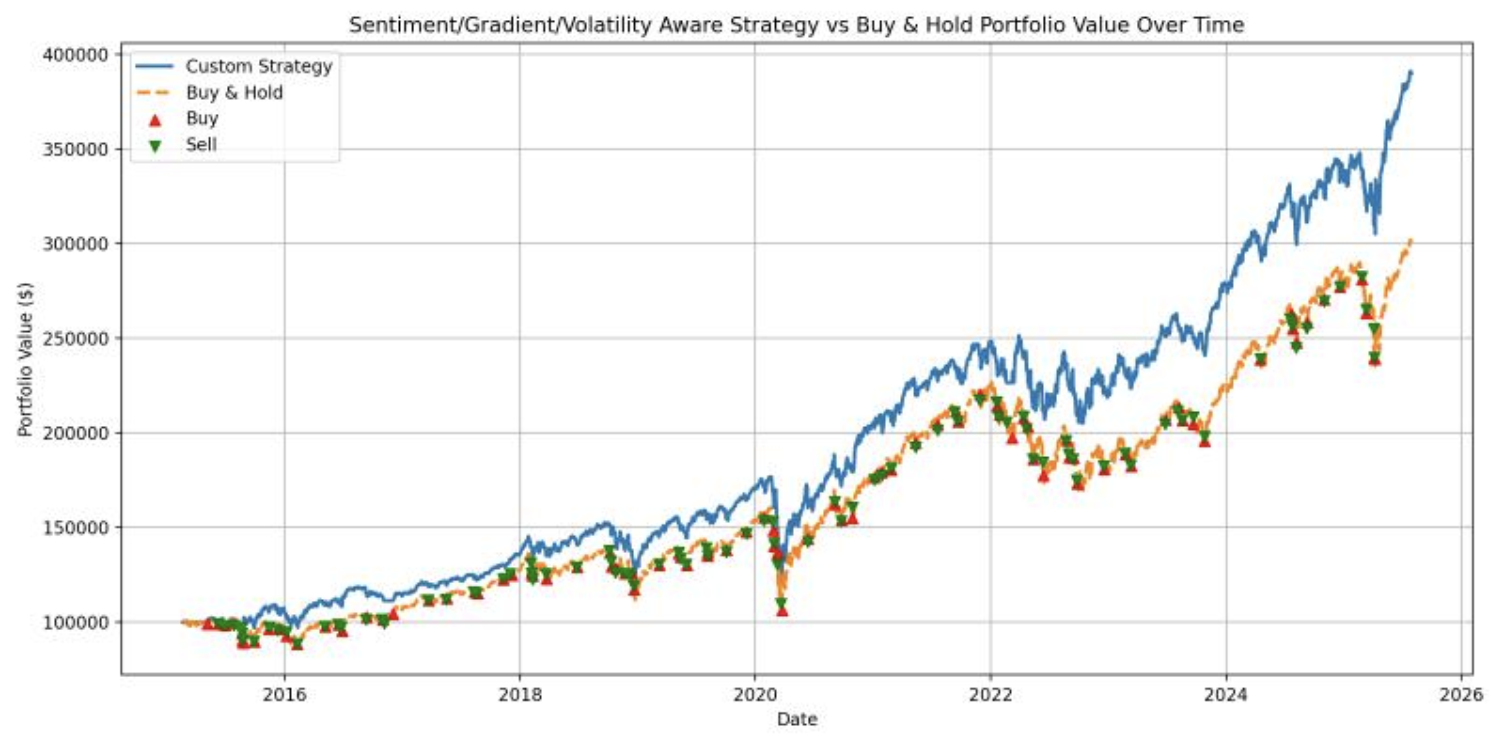 Sentiment/Gradient/Volatility Aware Strategy vs Buy & Hold Portfolio Value Over Time
Custom Strategy
Buy & Hold
Buy
Sell
400000
350000
300000
250000
200000
150000
100000
Portfolio Value ($)
2016
2018
2020
2022
2024
2026
Date